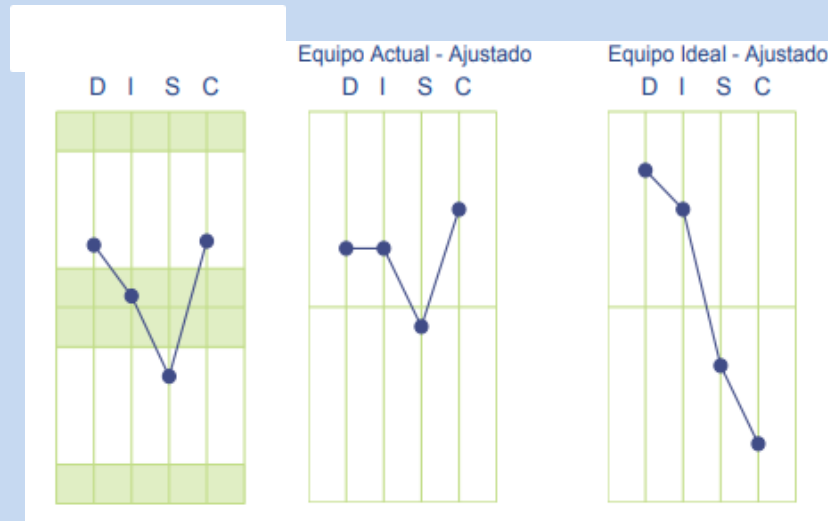 Equipo Actual - Ajustado
Equipo Ideal - Ajustado
D I S C
D I S C
D I S C